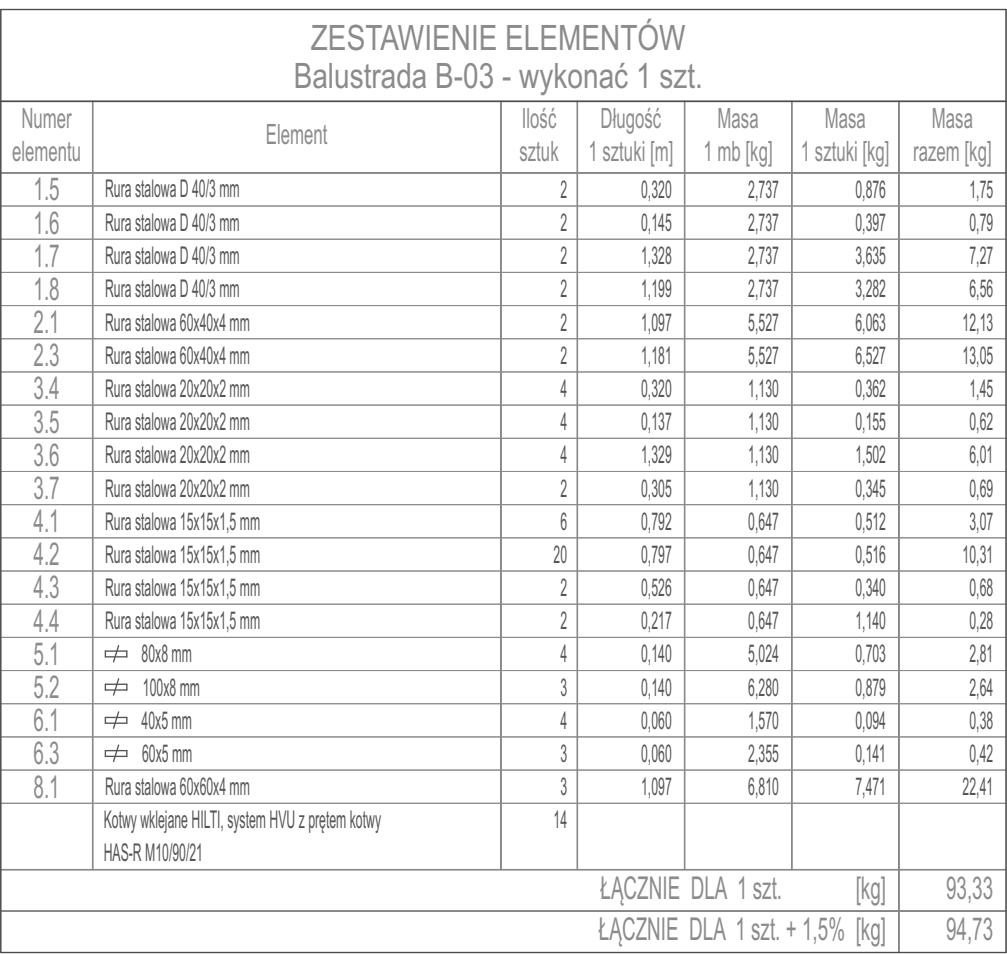 ZESTAWIENIE ELEMENTÓW
Balustrada B-03 - wykonać 1 szt.
Numer elementu Element Ilość sztuk Długość 1 sztuki [m] Masa 1 mb [kg] Masa 1 sztuki [kg] Masa razem [kg]
1.5 Rura stalowa D 40/3 mm 2 0,320 2,737 0,876 1,75
1.6 Rura stalowa D 40/3 mm 2 0,145 2,737 0,397 0,79
1.7 Rura stalowa D 40/3 mm 2 1,328 2,737 3,635 7,27
1.8 Rura stalowa D 40/3 mm 2 1,199 2,737 3,282 6,56
2.1 Rura stalowa 60x40x4 mm 2 1,097 5,527 6,063 12,13
2.3 Rura stalowa 60x40x4 mm 2 1,181 5,527 6,527 13,05
3.4 Rura stalowa 20x20x2 mm 4 0,320 1,130 0,362 1,45
3.5 Rura stalowa 20x20x2 mm 4 0,137 1,130 0,155 0,62
3.6 Rura stalowa 20x20x2 mm 4 1,329 1,130 1,502 6,01
3.7 Rura stalowa 20x20x2 mm 2 0,305 1,130 0,345 0,69
4.1 Rura stalowa 15x15x1,5 mm 6 0,792 0,647 0,512 3,07
4.2 Rura stalowa 15x15x1,5 mm 20 0,797 0,647 0,516 10,31
4.3 Rura stalowa 15x15x1,5 mm 2 0,526 0,647 0,340 0,68
4.4 Rura stalowa 15x15x1,5 mm 2 0,217 0,647 1,140 0,28
5.1 80x8 mm 4 0,140 5,024 0,703 2,81
5.2 100x8 mm 3 0,140 6,280 0,879 2,64
6.1 40x5 mm 4 0,060 1,570 0,094 0,38
6.3 60x5 mm 3 0,060 2,355 0,141 0,42
8.1 Rura stalowa 60x60x4 mm 3 1,097 6,810 7,471 22,41
Kotwy wklejane HILTI, system HVU z prętem kotwy 14
HAS-R M10/90/21
ŁĄCZNIE DLA 1 szt. [kg] 93,33
ŁĄCZNIE DLA 1 szt. + 1,5% [kg] 94,73